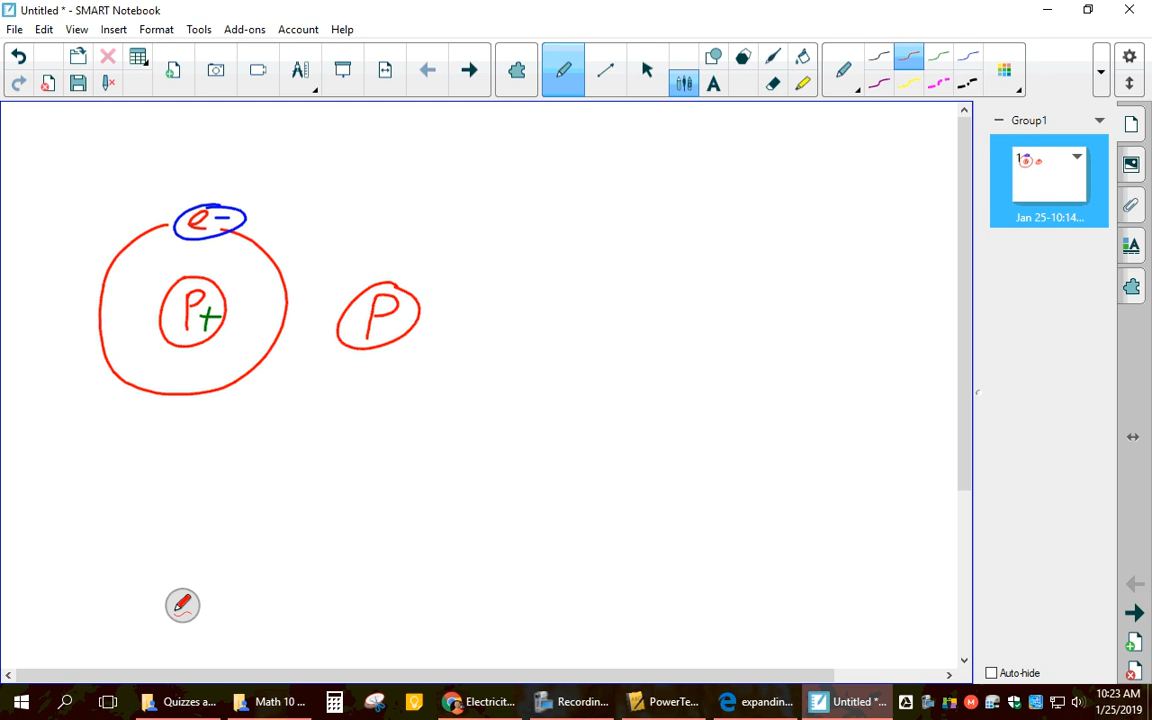 Untitled * - SMART Notebook
File Edit View Insert Format Tools Add-ons Account Help
Group1
1
Jan 25-10:14...
e-
P+
P
Auto-hide
Quizzes a...
Math 10 ...
Electricit...
Recordin...
PowerTe...
expandin...
Untitled *...
10:23 AM
1/25/2019